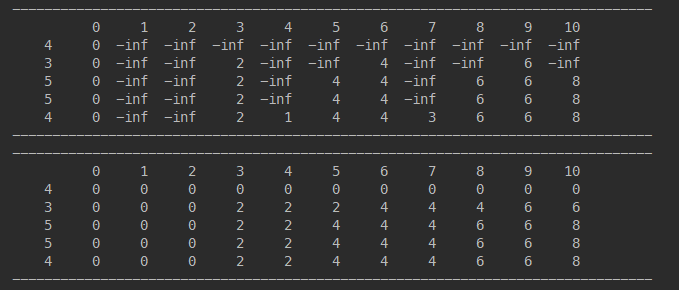 0 1 2 3 4 5 6 7 8 9 10
4 0 -inf -inf -inf -inf -inf -inf -inf -inf -inf -inf
3 0 -inf -inf 2 -inf -inf 4 -inf -inf 6 -inf
5 0 -inf -inf 2 -inf 4 4 -inf 6 6 8
5 0 -inf -inf 2 -inf 4 4 -inf 6 6 8
4 0 -inf -inf 2 1 4 4 3 6 6 8
0 1 2 3 4 5 6 7 8 9 10
4 0 0 0 0 0 0 0 0 0 0 0
3 0 0 0 2 2 2 4 4 4 6 6
5 0 0 0 2 2 4 4 4 6 6 8
5 0 0 0 2 2 4 4 4 6 6 8
4 0 0 0 2 2 4 4 4 6 6 8